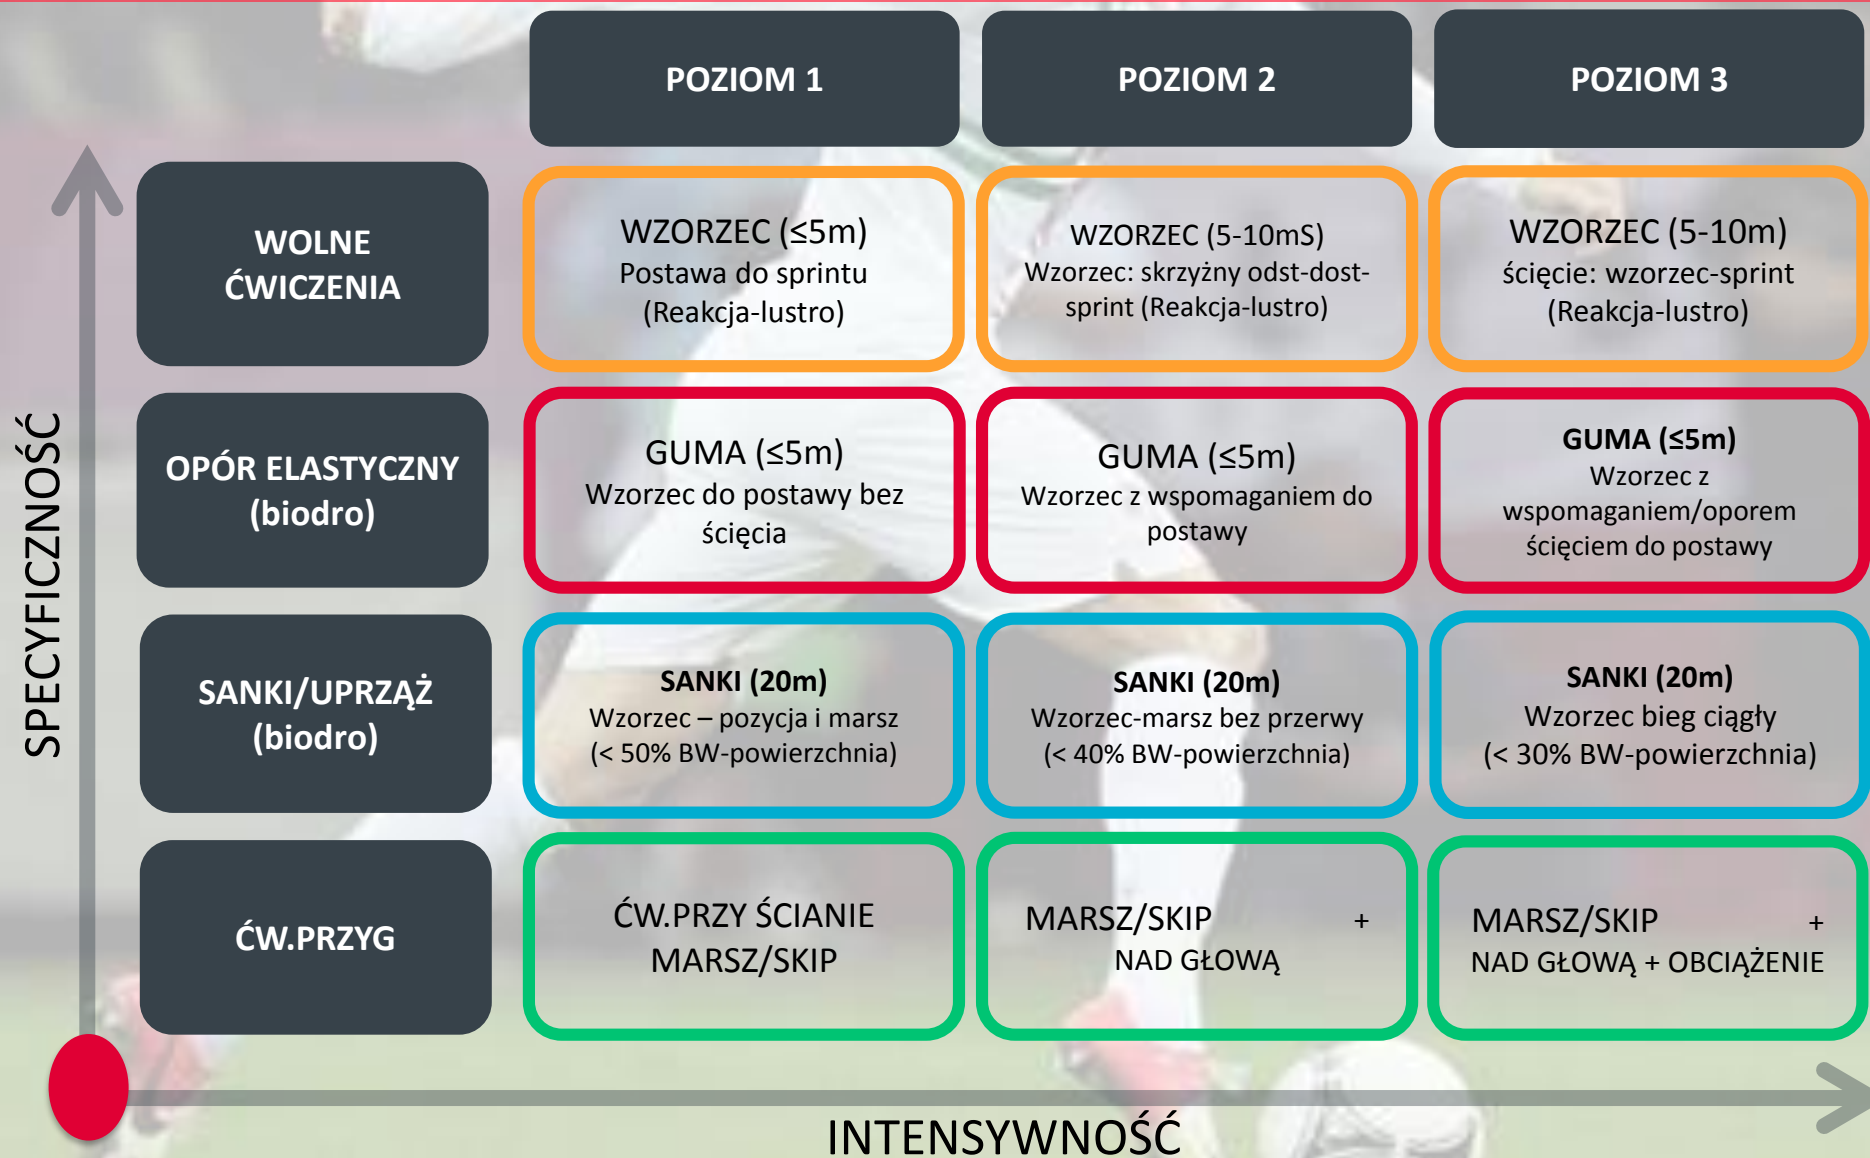 POZIOM 1
POZIOM 2
POZIOM 3
WOLNE
ĆWICZENIA
WZORZEC (≤5m)
Postawa do sprintu
(Reakcja-lustro)
WZORZEC (5-10mS)
Wzorzec: skrzyżny odst-dost-
sprint (Reakcja-lustro)
WZORZEC (5-10m)
ścięcie: wzorzec-sprint
(Reakcja-lustro)
OPÓR ELASTYCZNY
(biodro)
GUMA (≤5m)
Wzorzec do postawy bez
ścięcia
GUMA (≤5m)
Wzorzec z wspomaganiem do
postawy
GUMA (≤5m)
Wzorzec z
wspomaganiem/oporem
ścięciem do postawy
SANKI/UPRZĄŻ
(biodro)
SANKI (20m)
Wzorzec – pozycja i marsz
(< 50% BW-powierzchnia)
SANKI (20m)
Wzorzec-marsz bez przerwy
(< 40% BW-powierzchnia)
SANKI (20m)
Wzorzec bieg ciągły
(< 30% BW-powierzchnia)
ĆW.PRZYG
ĆW.PRZY ŚCIANIE
MARSZ/SKIP
MARSZ/SKIP +
NAD GŁOWĄ
MARSZ/SKIP +
NAD GŁOWĄ + OBCIĄŻENIE
SPECYFICZNOŚĆ
INTENSYWNOŚĆ